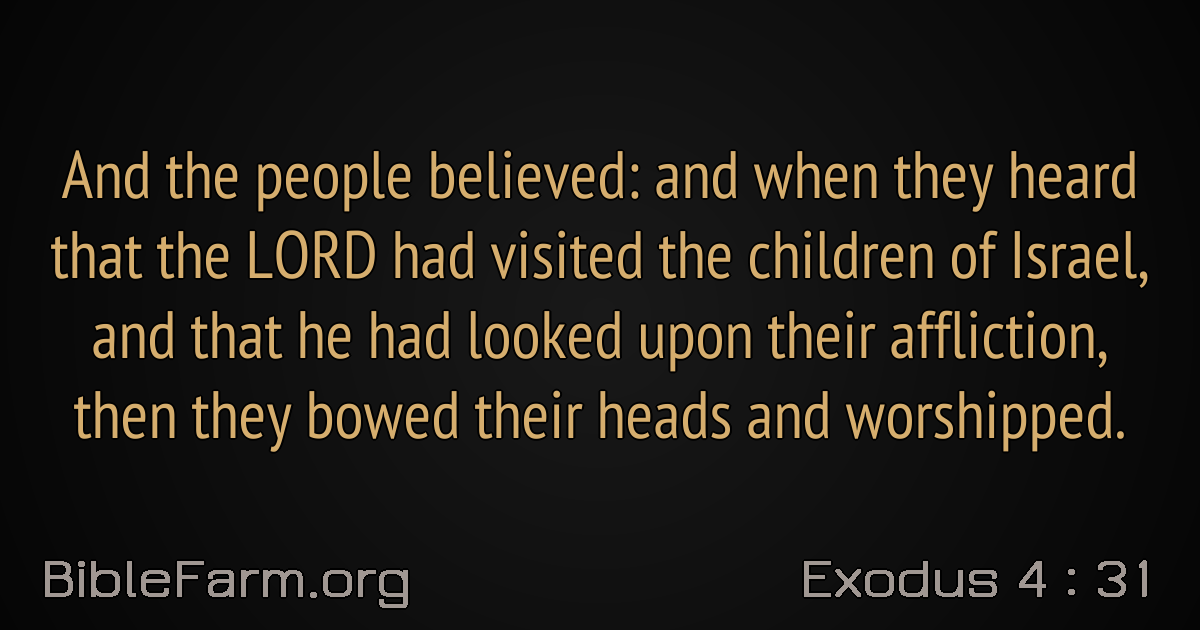 And the people believed: and when they heard
that the LORD had visited the children of Israel,
and that he had looked upon their affliction,
then they bowed their heads and worshipped.
BibleFarm.org
Exodus 4 : 31